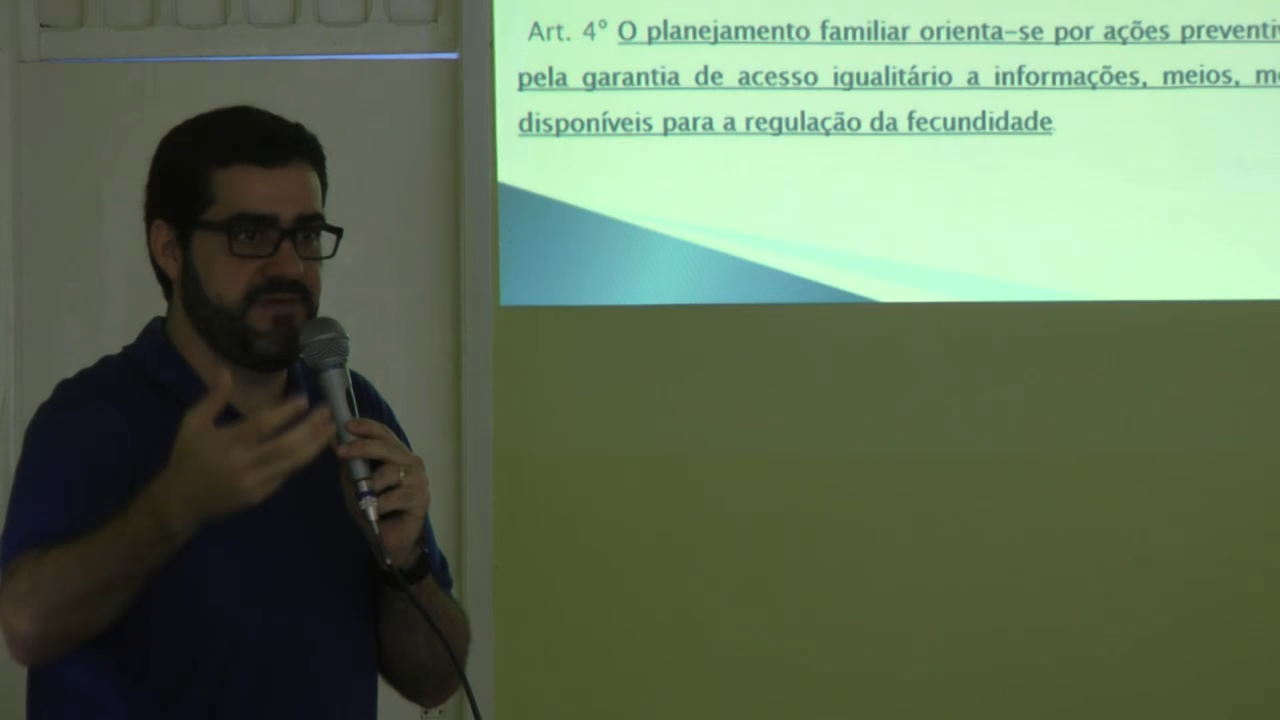 Art. 4º O planejamento familiar orienta-se por ações
pela garantia de acesso igualitário a informações, meios,
disponíveis para a regulação da fecundidade